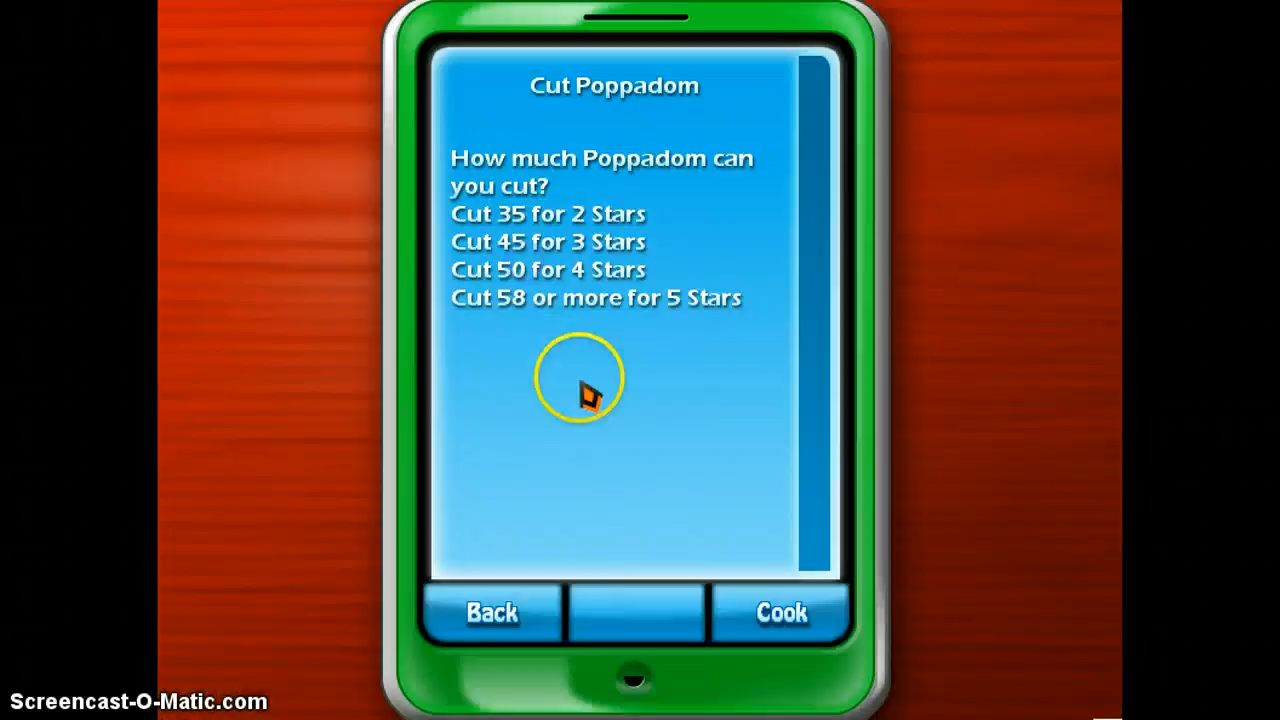 Cut Poppadom
How much Poppadom can
you cut?
Cut 35 for 2 Stars
Cut 45 for 3 Stars
Cut 50 for 4 Stars
Cut 58 or more for 5 Stars
Back
Cook
Screencast-O-Matic.com